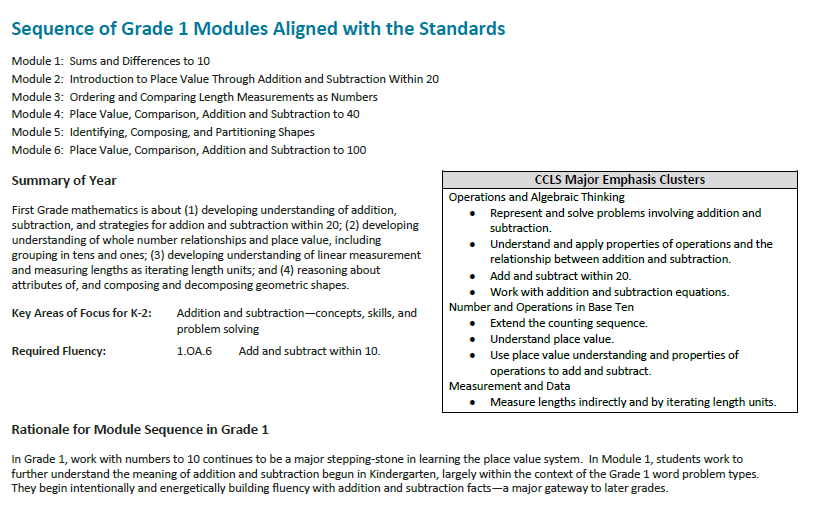 Sequence of Grade 1 Modules Aligned with the Standards
Module 1: Sums and Differences to 10
Module 2: Introduction to Place Value Through Addition and Subtraction Within 20
Module 3: Ordering and Comparing Length Measurements as Numbers
Module 4: Place Value, Comparison, Addition and Subtraction to 40
Module 5: Identifying, Composing, and Partitioning Shapes
Module 6: Place Value, Comparison, Addition and Subtraction to 100
Summary of Year
First Grade mathematics is about (1) developing understanding of addition,
subtraction, and strategies for addion and subtraction within 20; (2) developing
understanding of whole number relationships and place value, including
grouping in tens and ones; (3) developing understanding of linear measurement
and measuring lengths as iterating length units; and (4) reasoning about
attributes of, and composing and decomposing geometric shapes.
Key Areas of Focus for K-2: Addition and subtraction—concepts, skills, and
problem solving
Required Fluency: 1.OA.6 Add and subtract within 10.
CCLS Major Emphasis Clusters
Operations and Algebraic Thinking
• Represent and solve problems involving addition and
subtraction.
• Understand and apply properties of operations and the
relationship between addition and subtraction.
• Add and subtract within 20.
• Work with addition and subtraction equations.
Number and Operations in Base Ten
• Extend the counting sequence.
• Understand place value.
• Use place value understanding and properties of
operations to add and subtract.
Measurement and Data
• Measure lengths indirectly and by iterating length units.
Rationale for Module Sequence in Grade 1
In Grade 1, work with numbers to 10 continues to be a major stepping-stone in learning the place value system. In Module 1, students work to
further understand the meaning of addition and subtraction begun in Kindergarten, largely within the context of the Grade 1 word problem types.
They begin intentionally and energetically building fluency with addition and subtraction facts—a major gateway to later grades.